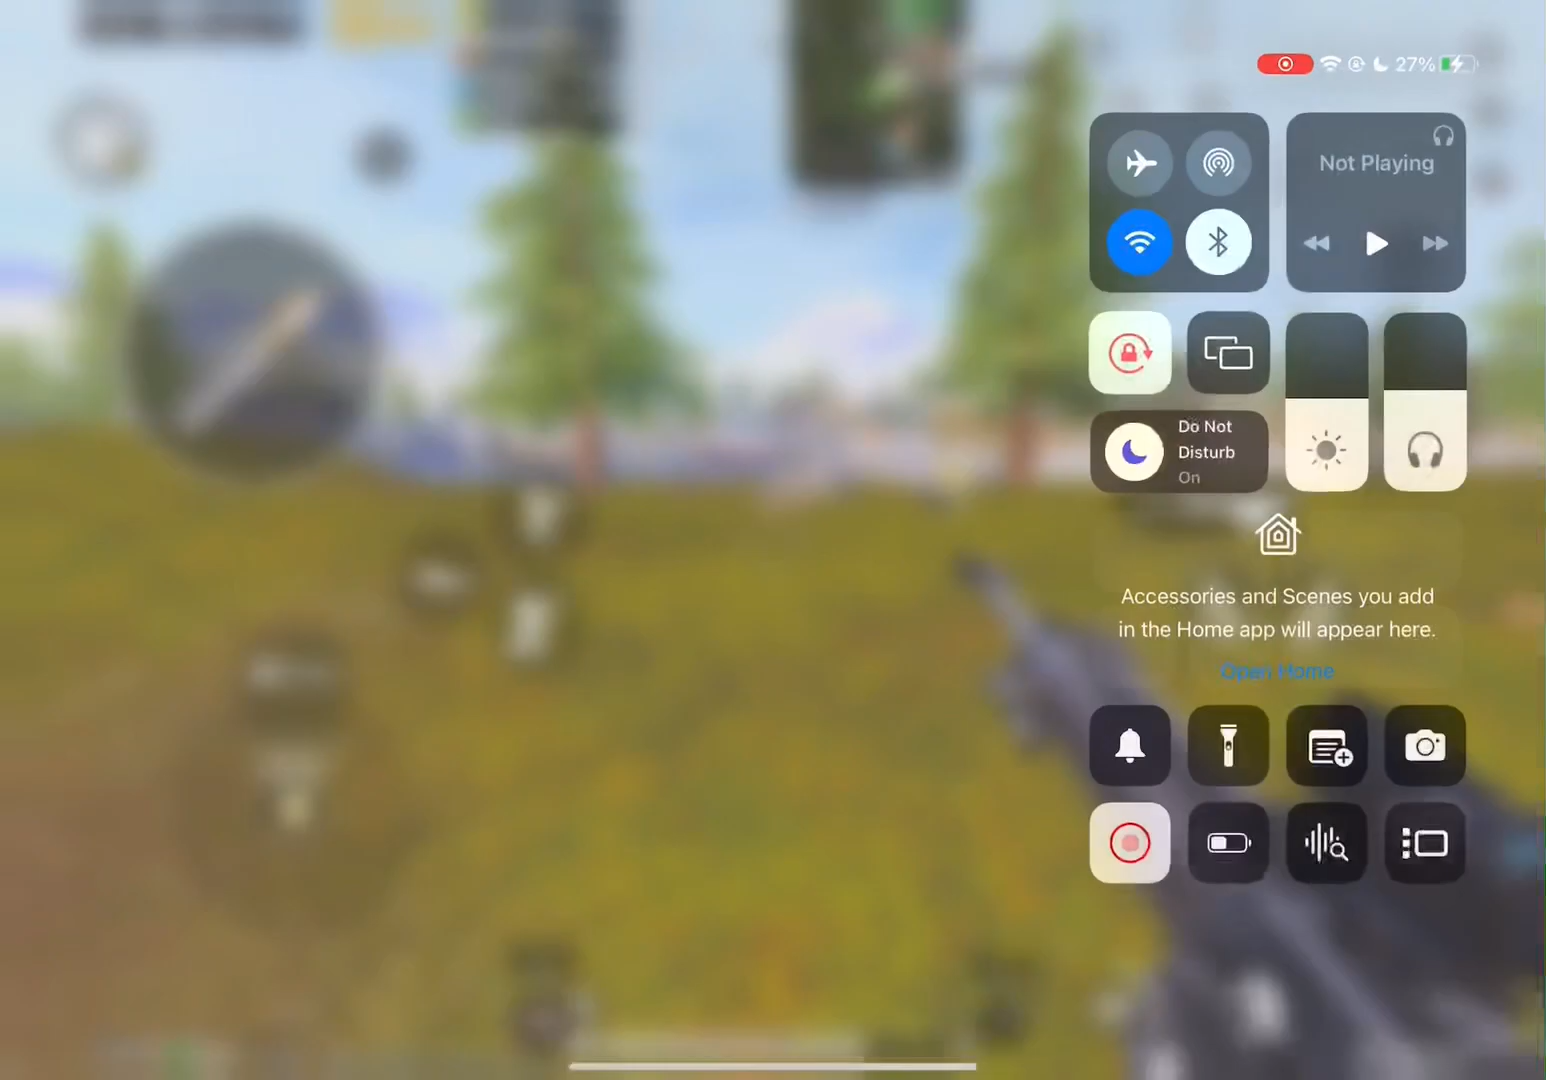 27%
Not Playing
Do Not
Disturb
On
Accessories and Scenes you add
in the Home app will appear here.
Open Home